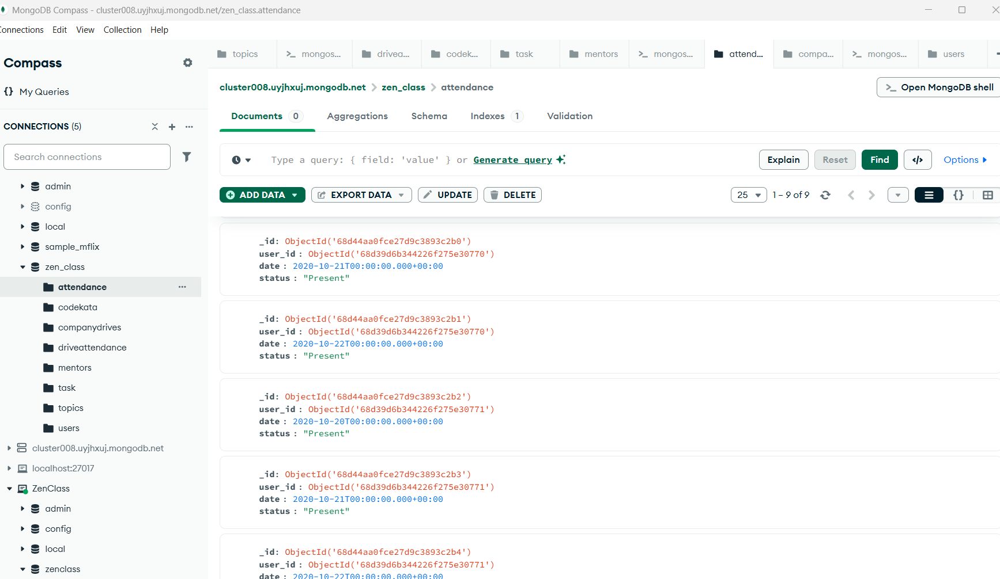 MongoDB Compass - cluster008.uyjhxuj.mongodb.net/zen_class.attendance
onnections Edit View Collection Help
Compass
{} My Queries
CONNECTIONS (5)
Search connections
admin
config
local
sample_mflix
zen_class
attendance
codekata
companydrives
driveattendance
mentors
task
topics
users
cluster008.uyjhxuj.mongodb.net
localhost:27017
ZenClass
admin
config
local
zenclass
topics >_ mongos... drivea... codek... task mentors >_ mongos... attend... compa... >_ mongos... users
cluster008.uyjhxuj.mongodb.net > zen_class > attendance
>_ Open MongoDB shell
Documents 0 Aggregations Schema Indexes 1 Validation
Type a query: { field: 'value' } or Generate query
Explain Reset Find </> Options
ADD DATA EXPORT DATA UPDATE DELETE
25 1 – 9 of 9 {}
_id: ObjectId('68d44aa0fce27d9c3893c2b0')
user_id : ObjectId('68d39d6b344226f275e30770')
date : 2020-10-21T00:00:00.000+00:00
status : "Present"
_id: ObjectId('68d44aa0fce27d9c3893c2b1')
user_id : ObjectId('68d39d6b344226f275e30770')
date : 2020-10-22T00:00:00.000+00:00
status : "Present"
_id: ObjectId('68d44aa0fce27d9c3893c2b2')
user_id : ObjectId('68d39d6b344226f275e30771')
date : 2020-10-20T00:00:00.000+00:00
status : "Present"
_id: ObjectId('68d44aa0fce27d9c3893c2b3')
user_id : ObjectId('68d39d6b344226f275e30771')
date : 2020-10-21T00:00:00.000+00:00
status : "Present"
_id: ObjectId('68d44aa0fce27d9c3893c2b4')
user_id : ObjectId('68d39d6b344226f275e30771')
date : 2020-10-22T00:00:00.000+00:00